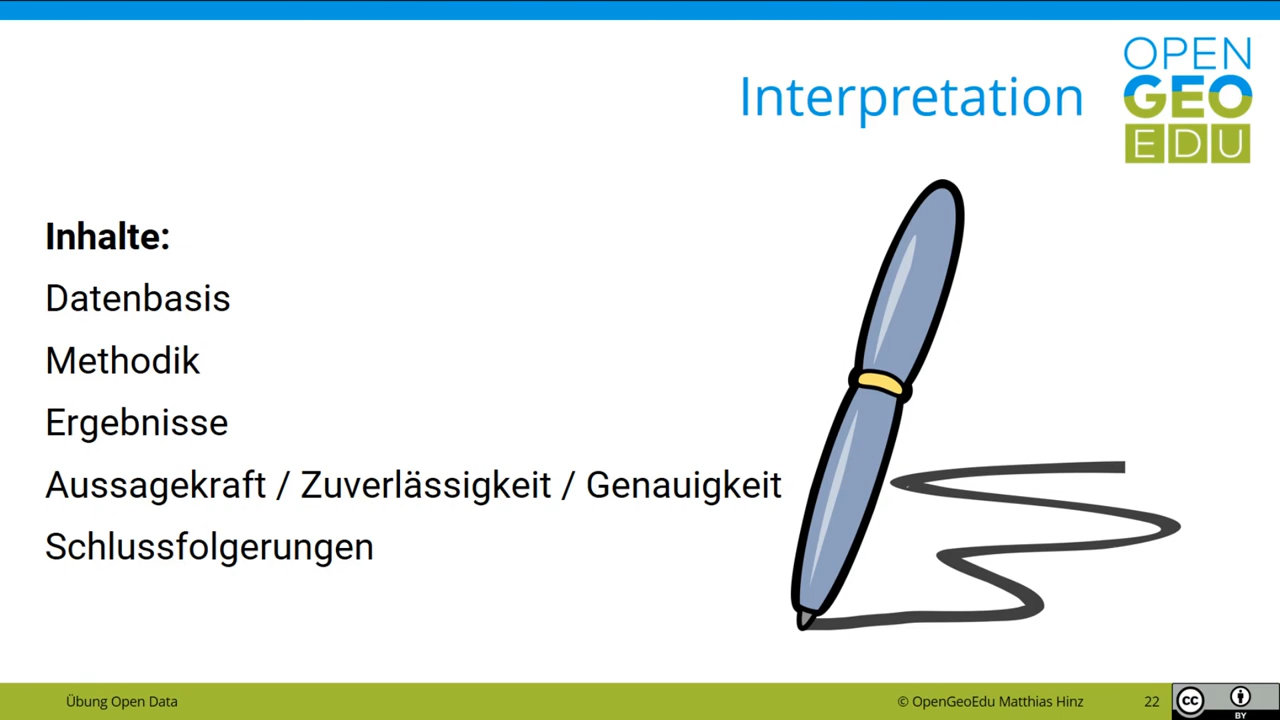 Interpretation
OPEN
GEO
EDU
Inhalte:
Datenbasis
Methodik
Ergebnisse
Aussagekraft / Zuverlässigkeit / Genauigkeit
Schlussfolgerungen
Übung Open Data
© OpenGeoEdu Matthias Hinz
22
cc
BY